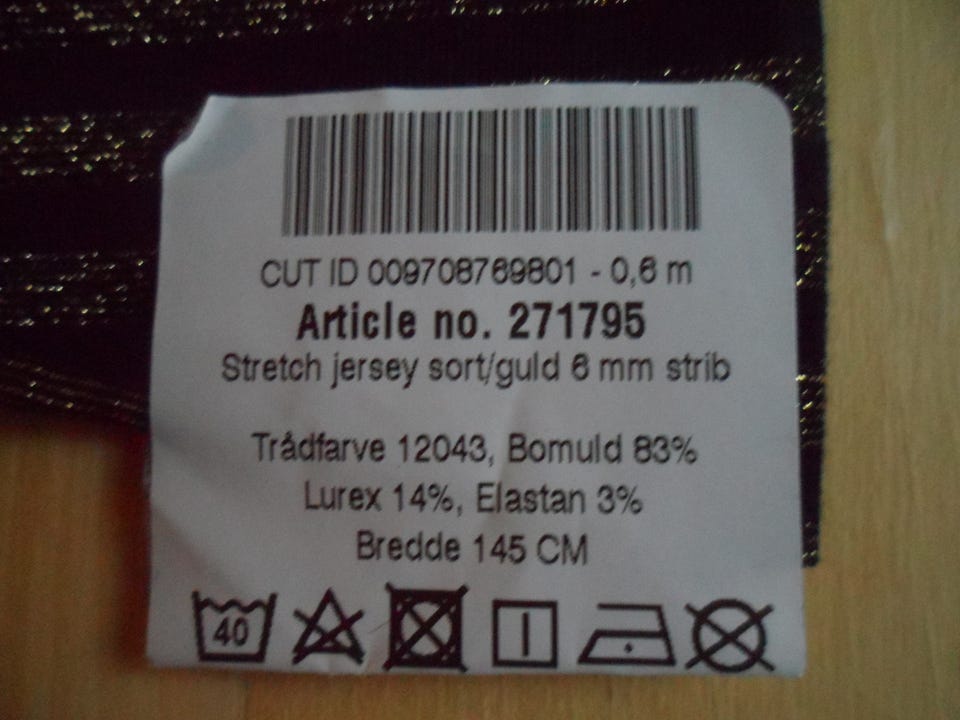 CUT ID 009708769801 - 0,6 m
Article no. 271795
Stretch jersey sort/guld 6 mm strib
Trådfarve 12043, Bomuld 83%
Lurex 14%, Elastan 3%
Bredde 145 CM
40